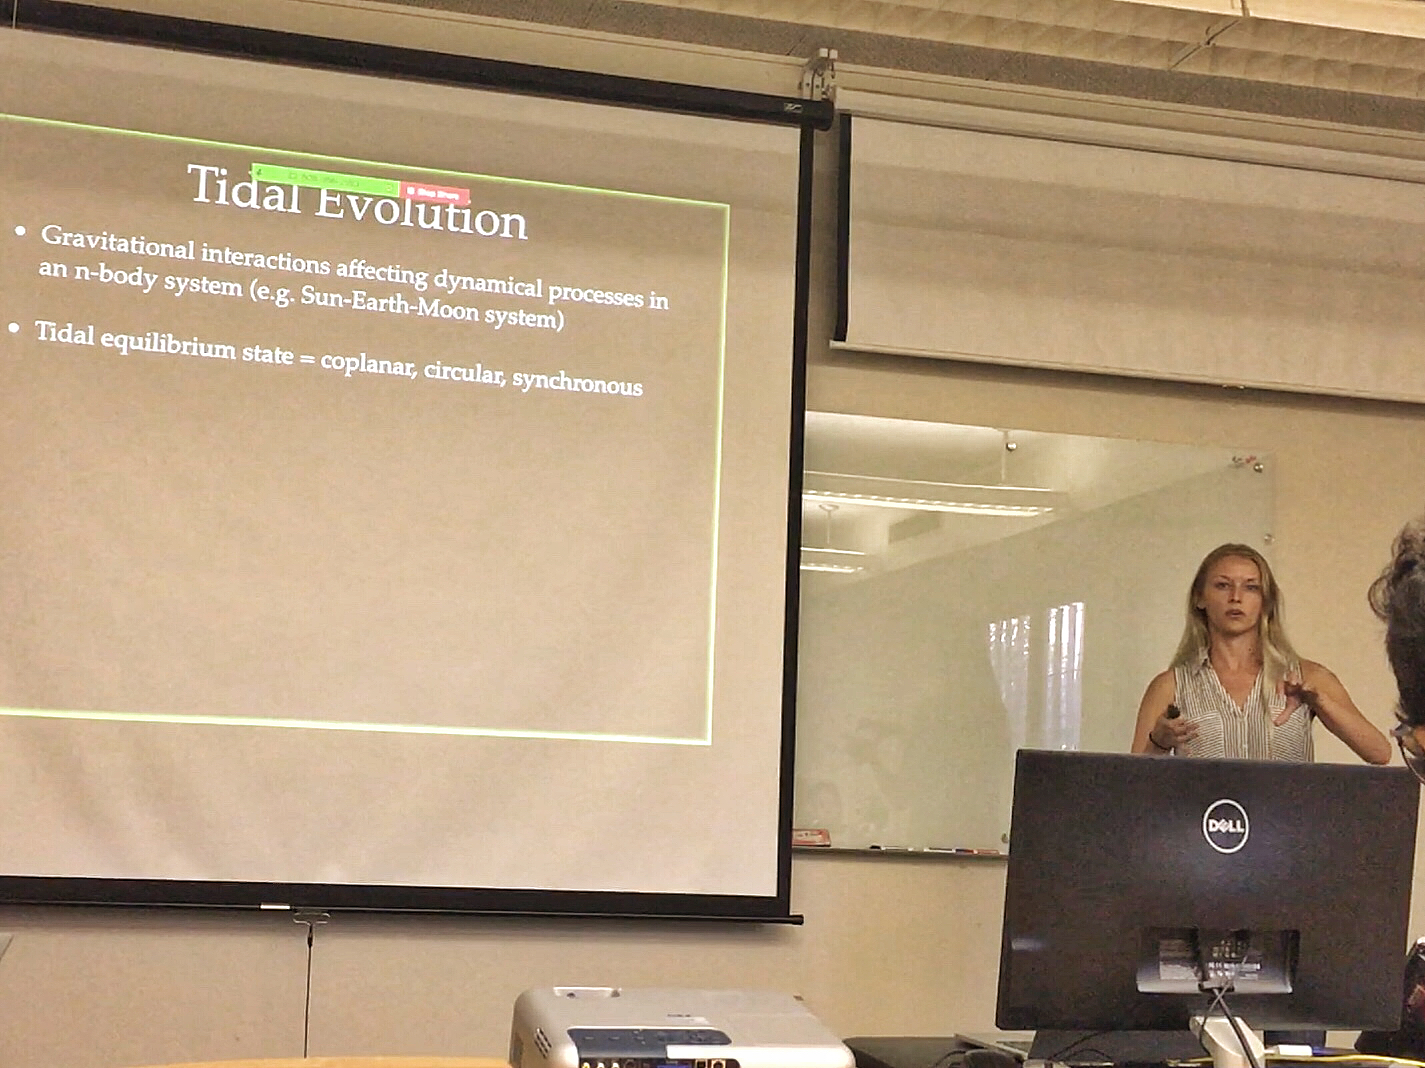 Tidal Evolution
Stop Share
• Gravitational interactions affecting dynamical processes in
an n-body system (e.g. Sun-Earth-Moon system)
• Tidal equilibrium state = coplanar, circular, synchronous
DELL